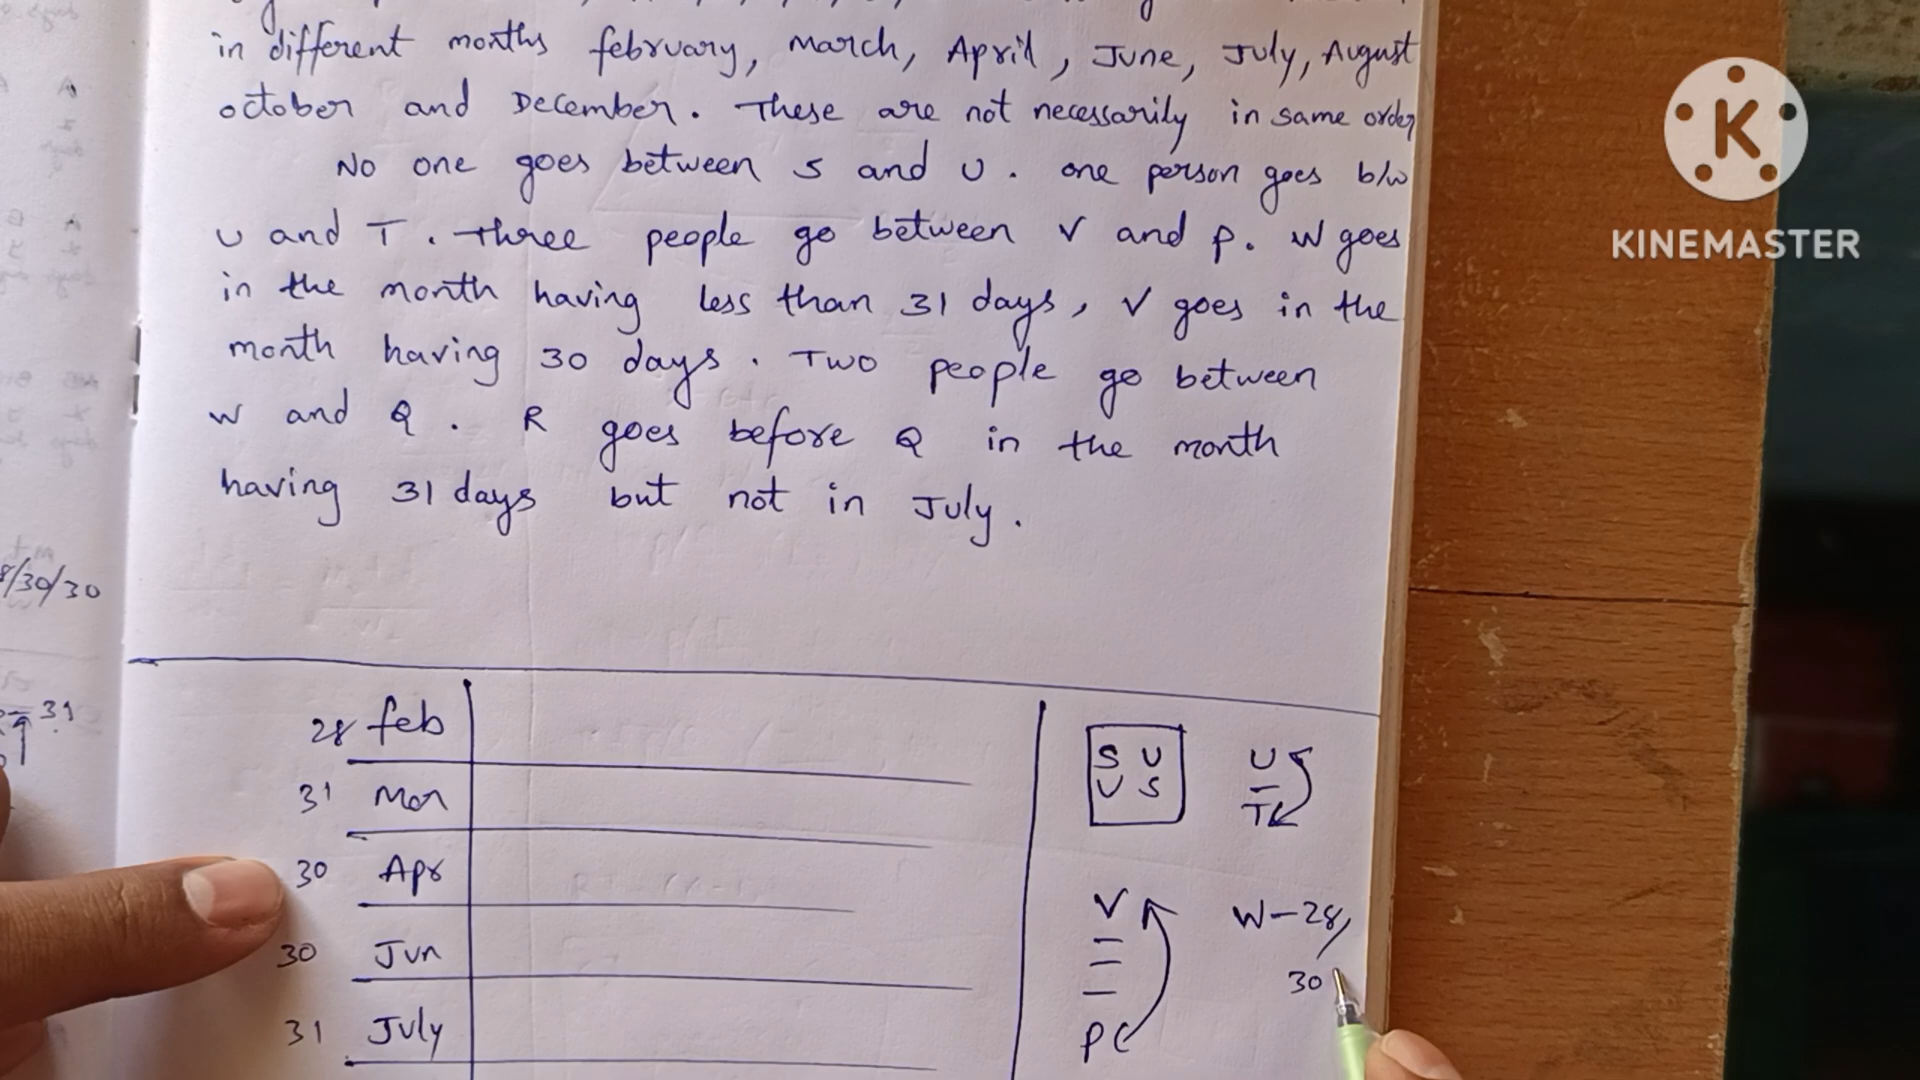 in different months february, March, April, June, July, August
october and December. These are not necessarily in same order
No one goes between S and U. one person goes b/w
U and T. Three people go between V and P. W goes
in the month having less than 31 days, V goes in the
month having 30 days. Two people go between
W and Q. R goes before Q in the month
having 31 days but not in July.
K
KINEMASTER
8/30/30
31
28 feb
31 Mar
30 Apr
30 Jun
31 July
S U
U S
U
T
V
P
W-28,
30